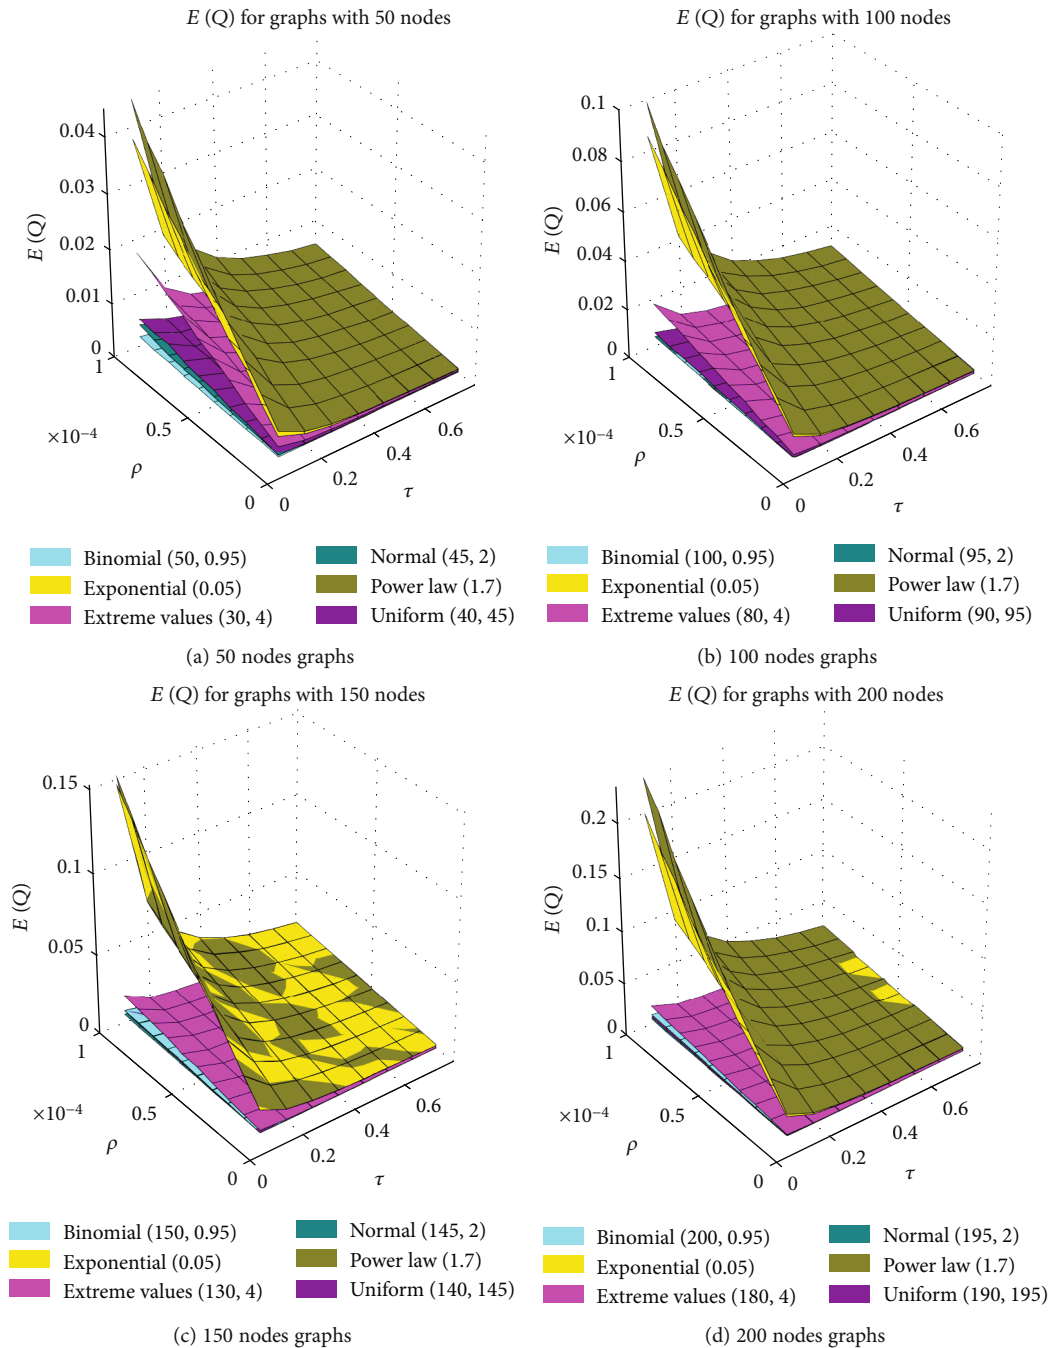 E (Q) for graphs with 50 nodes
0.04
0.03
0.02
0.01
0
E (Q)
1
0.5
0
×10−4
ρ
0
0.2
0.4
0.6
τ
Binomial (50, 0.95)
Exponential (0.05)
Extreme values (30, 4)
Normal (45, 2)
Power law (1.7)
Uniform (40, 45)
(a) 50 nodes graphs
E (Q) for graphs with 100 nodes
0.1
0.08
0.06
0.04
0.02
0
E (Q)
1
0.5
0
×10−4
ρ
0
0.2
0.4
0.6
τ
Binomial (100, 0.95)
Exponential (0.05)
Extreme values (80, 4)
Normal (95, 2)
Power law (1.7)
Uniform (90, 95)
(b) 100 nodes graphs
E (Q) for graphs with 150 nodes
0.15
0.1
0.05
0
E (Q)
1
0.5
0
×10−4
ρ
0
0.2
0.4
0.6
τ
Binomial (150, 0.95)
Exponential (0.05)
Extreme values (130, 4)
Normal (145, 2)
Power law (1.7)
Uniform (140, 145)
(c) 150 nodes graphs
E (Q) for graphs with 200 nodes
0.2
0.15
0.1
0.05
0
E (Q)
1
0.5
0
×10−4
ρ
0
0.2
0.4
0.6
τ
Binomial (200, 0.95)
Exponential (0.05)
Extreme values (180, 4)
Normal (195, 2)
Power law (1.7)
Uniform (190, 195)
(d) 200 nodes graphs